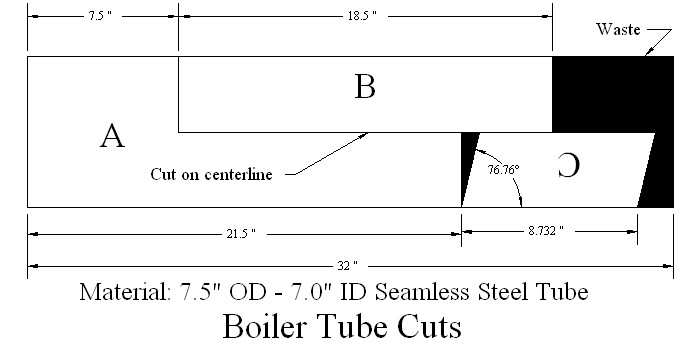 7.5 "
18.5 "
Waste
B
A
Cut on centerline
76.76°
C
21.5 "
8.732 "
32 "
Material: 7.5" OD - 7.0" ID Seamless Steel Tube
Boiler Tube Cuts